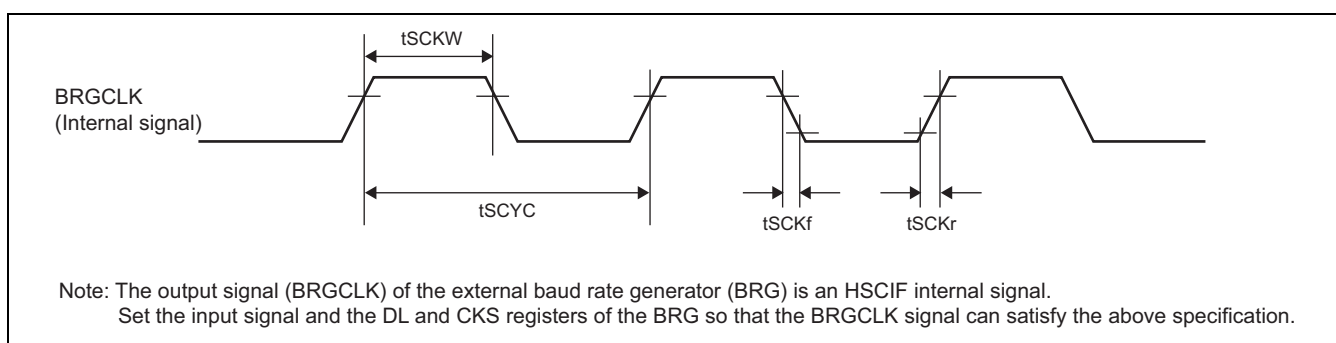 tSCKW
BRGCLK
(Internal signal)
tSCYC
tSCKf
tSCKr
Note: The output signal (BRGCLK) of the external baud rate generator (BRG) is an HSCIF internal signal.
Set the input signal and the DL and CKS registers of the BRG so that the BRGCLK signal can satisfy the above specification.